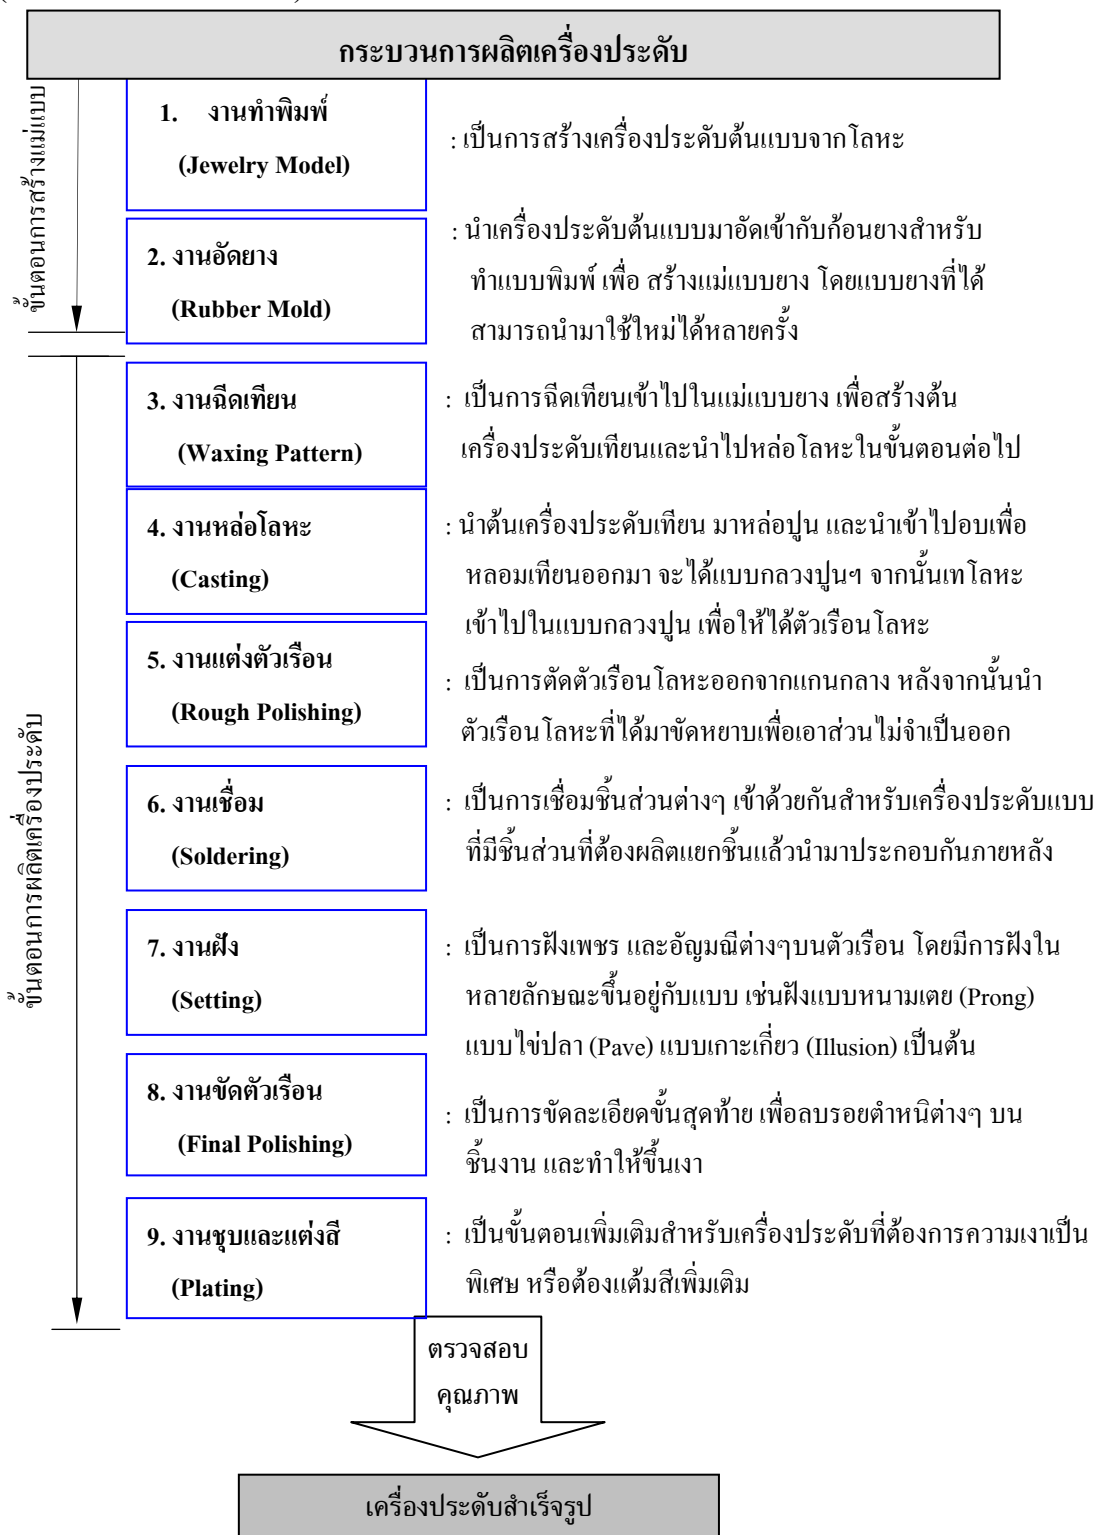 กระบวนการผลิตเครื่องประดับ
ขั้นตอนการสร้างแม่แบบ
1. งานทำพิมพ์
(Jewelry Model)
: เป็นการสร้างเครื่องประดับต้นแบบจากโลหะ
2. งานอัดยาง
(Rubber Mold)
: นำเครื่องประดับต้นแบบมาอัดเข้ากับก้อนยางสำหรับ
ทำแบบพิมพ์ เพื่อ สร้างแม่แบบยาง โดยแบบยางที่ได้
สามารถนำมาใช้ใหม่ได้หลายครั้ง
ขั้นตอนการผลิตเครื่องประดับ
3. งานฉีดเทียน
(Waxing Pattern)
: เป็นการฉีดเทียนเข้าไปในแม่แบบยาง เพื่อสร้างต้น
เครื่องประดับเทียนและนำไปหล่อโลหะในขั้นตอนต่อไป
4. งานหล่อโลหะ
(Casting)
: นำต้นเครื่องประดับเทียน มาหล่อปูน และนำเข้าไปอบเพื่อ
หลอมเทียนออกมา จะได้แบบกลวงปูนฯ จากนั้นเทโลหะ
เข้าไปในแบบกลวงปูน เพื่อให้ได้ตัวเรือนโลหะ
5. งานแต่งตัวเรือน
(Rough Polishing)
: เป็นการตัดตัวเรือนโลหะออกจากแกนกลาง หลังจากนั้นนำ
ตัวเรือนโลหะที่ได้มาขัดหยาบเพื่อเอาส่วนไม่จำเป็นออก
6. งานเชื่อม
(Soldering)
: เป็นการเชื่อมชิ้นส่วนต่างๆ เข้าด้วยกันสำหรับเครื่องประดับแบบ
ที่มีชิ้นส่วนที่ต้องผลิตแยกชิ้นแล้วนำมาประกอบกันภายหลัง
7. งานฝัง
(Setting)
: เป็นการฝังเพชร และอัญมณีต่างๆบนตัวเรือน โดยมีการฝังใน
หลายลักษณะขึ้นอยู่กับแบบ เช่นฝังแบบหนามเตย (Prong)
แบบไข่ปลา (Pave) แบบเกาะเกี่ยว (Illusion) เป็นต้น
8. งานขัดตัวเรือน
(Final Polishing)
: เป็นการขัดละเอียดขั้นสุดท้าย เพื่อลบรอยตำหนิต่างๆ บน
ชิ้นงาน และทำให้ขึ้นเงา
9. งานชุบและแต่งสี
(Plating)
: เป็นขั้นตอนเพิ่มเติมสำหรับเครื่องประดับที่ต้องการความเงาเป็น
พิเศษ หรือต้องแต้มสีเพิ่มเติม
ตรวจสอบ
คุณภาพ
เครื่องประดับสำเร็จรูป